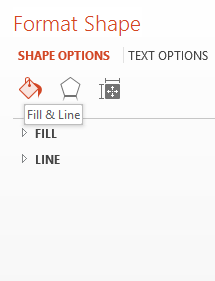 Format Shape
SHAPE OPTIONS TEXT OPTIONS
Fill & Line
FILL
LINE